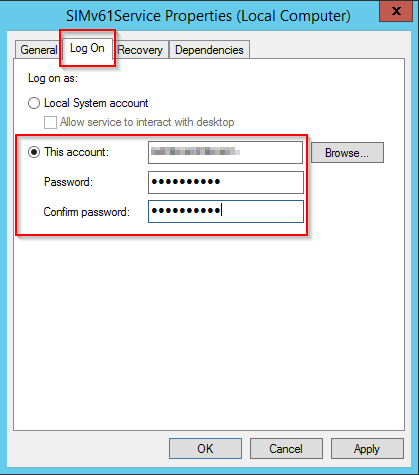 SIMv61Service Properties (Local Computer)
x
General Log On Recovery Dependencies
Log on as:
Local System account
Allow service to interact with desktop
This account:
Browse...
Password: ●●●●●●●●●●
Confirm password: ●●●●●●●●●●
OK Cancel Apply